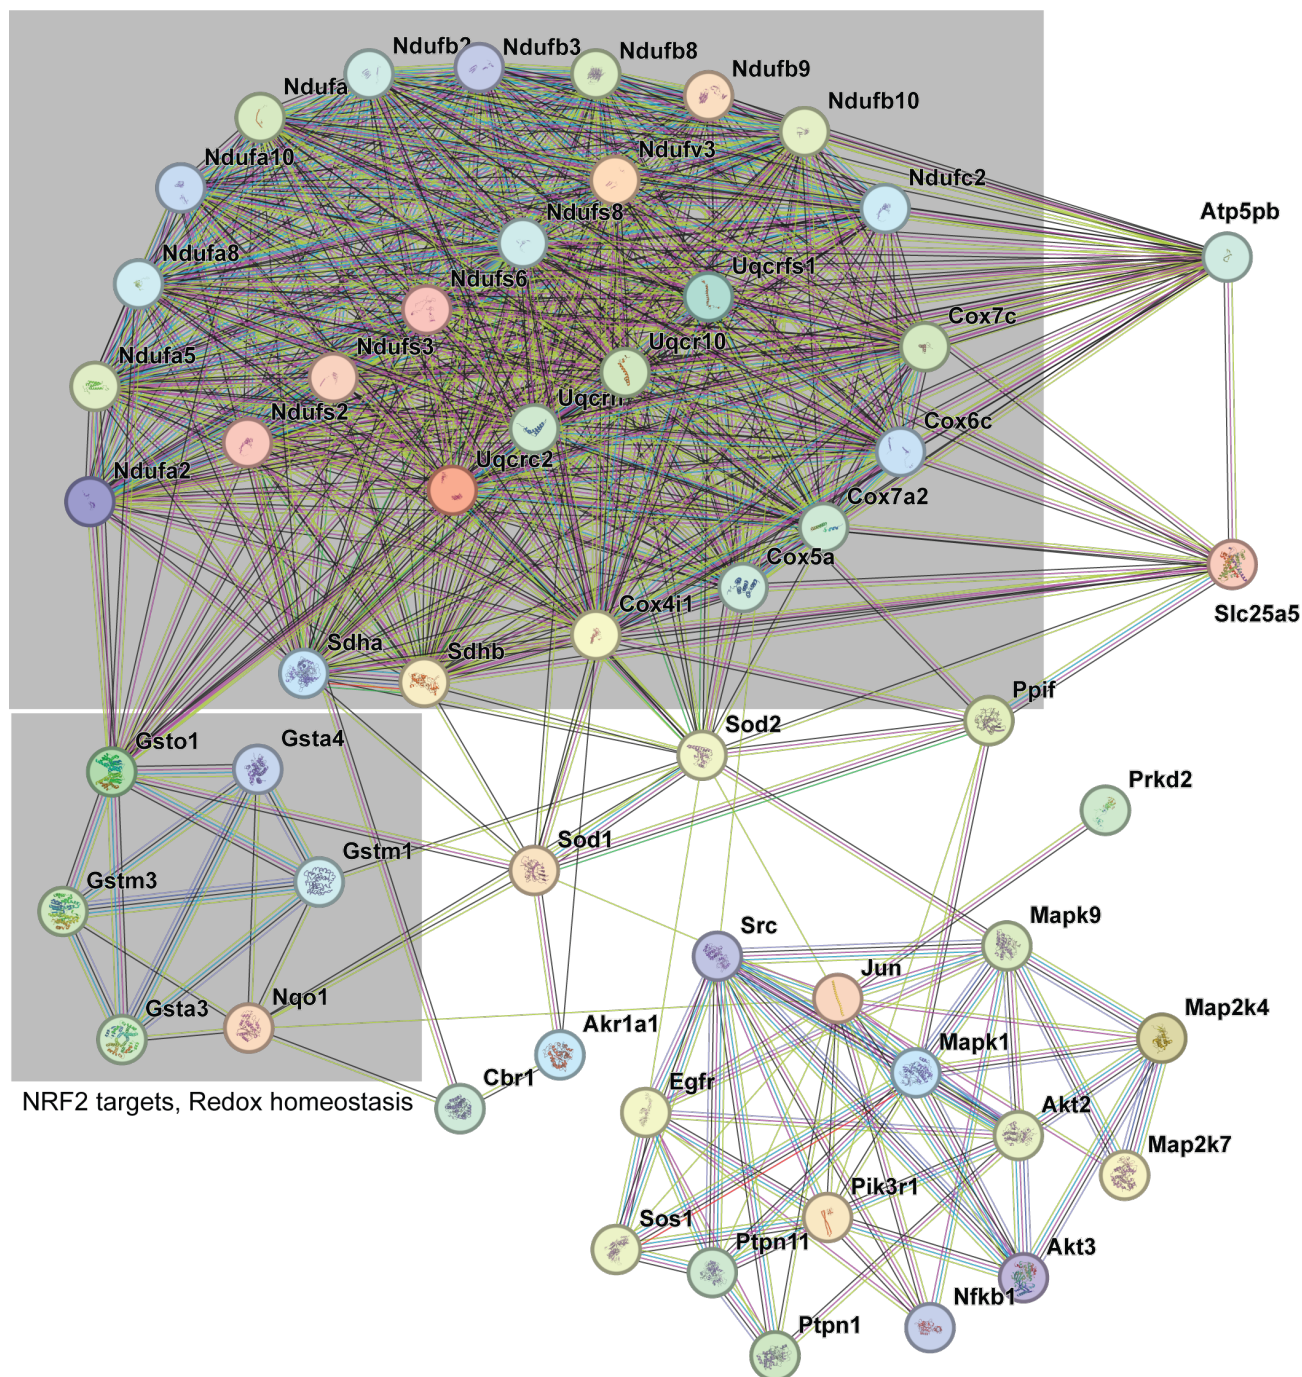 Ndufb2
Ndufb3
Ndufb8
Ndufb9
Ndufa
Ndufb10
Ndufa10
Ndufv3
Ndufc2
Ndufs8
Atp5pb
Ndufa8
Ndufs6
Uqcrfs1
Ndufa5
Ndufs3
Uqcr10
Cox7c
Ndufs2
Uqcrh
Cox6c
Ndufa2
Uqcrc2
Cox7a2
Cox5a
Cox4i1
Slc25a5
Sdha
Sdhb
Ppif
Gsto1
Gsta4
Sod2
Prkd2
Gstm1
Sod1
Gstm3
Src
Mapk9
Jun
Gsta3
Nqo1
Akr1a1
Map2k4
Mapk1
Cbr1
Egfr
NRF2 targets, Redox homeostasis
Akt2
Map2k7
Pik3r1
Sos1
Ptpn11
Akt3
Nfkb1
Ptpn1